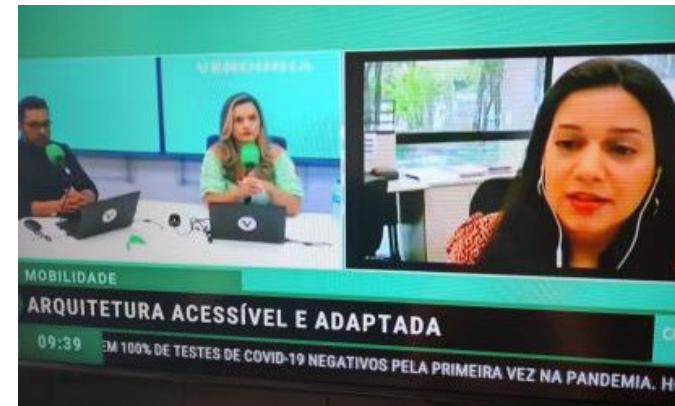 VERDINHA
MOBILIDADE
ARQUITETURA ACESSÍVEL E ADAPTADA
09:39
EM 100% DE TESTES DE COVID-19 NEGATIVOS PELA PRIMEIRA VEZ NA PANDEMIA. H